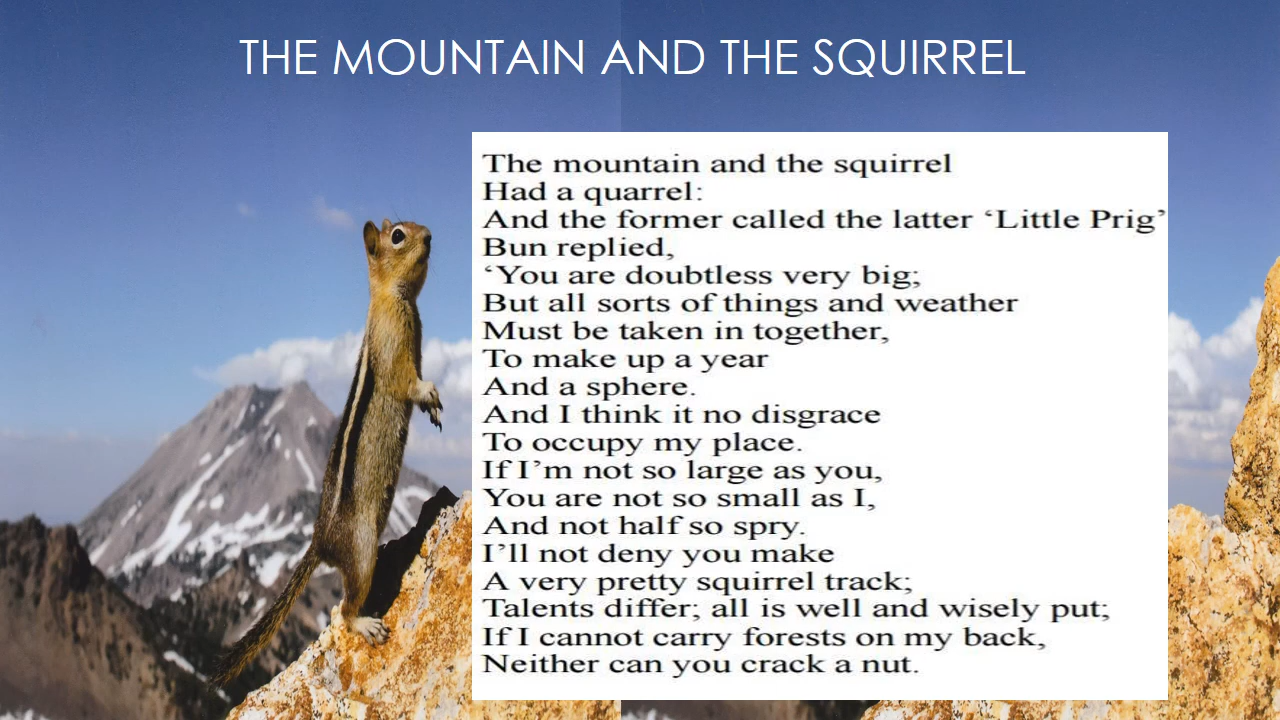 THE MOUNTAIN AND THE SQUIRREL
The mountain and the squirrel
Had a quarrel:
And the former called the latter ‘Little Prig’
Bun replied,
‘You are doubtless very big;
But all sorts of things and weather
Must be taken in together,
To make up a year
And a sphere.
And I think it no disgrace
To occupy my place.
If I’m not so large as you,
You are not so small as I,
And not half so spry.
I’ll not deny you make
A very pretty squirrel track;
Talents differ; all is well and wisely put;
If I cannot carry forests on my back,
Neither can you crack a nut.